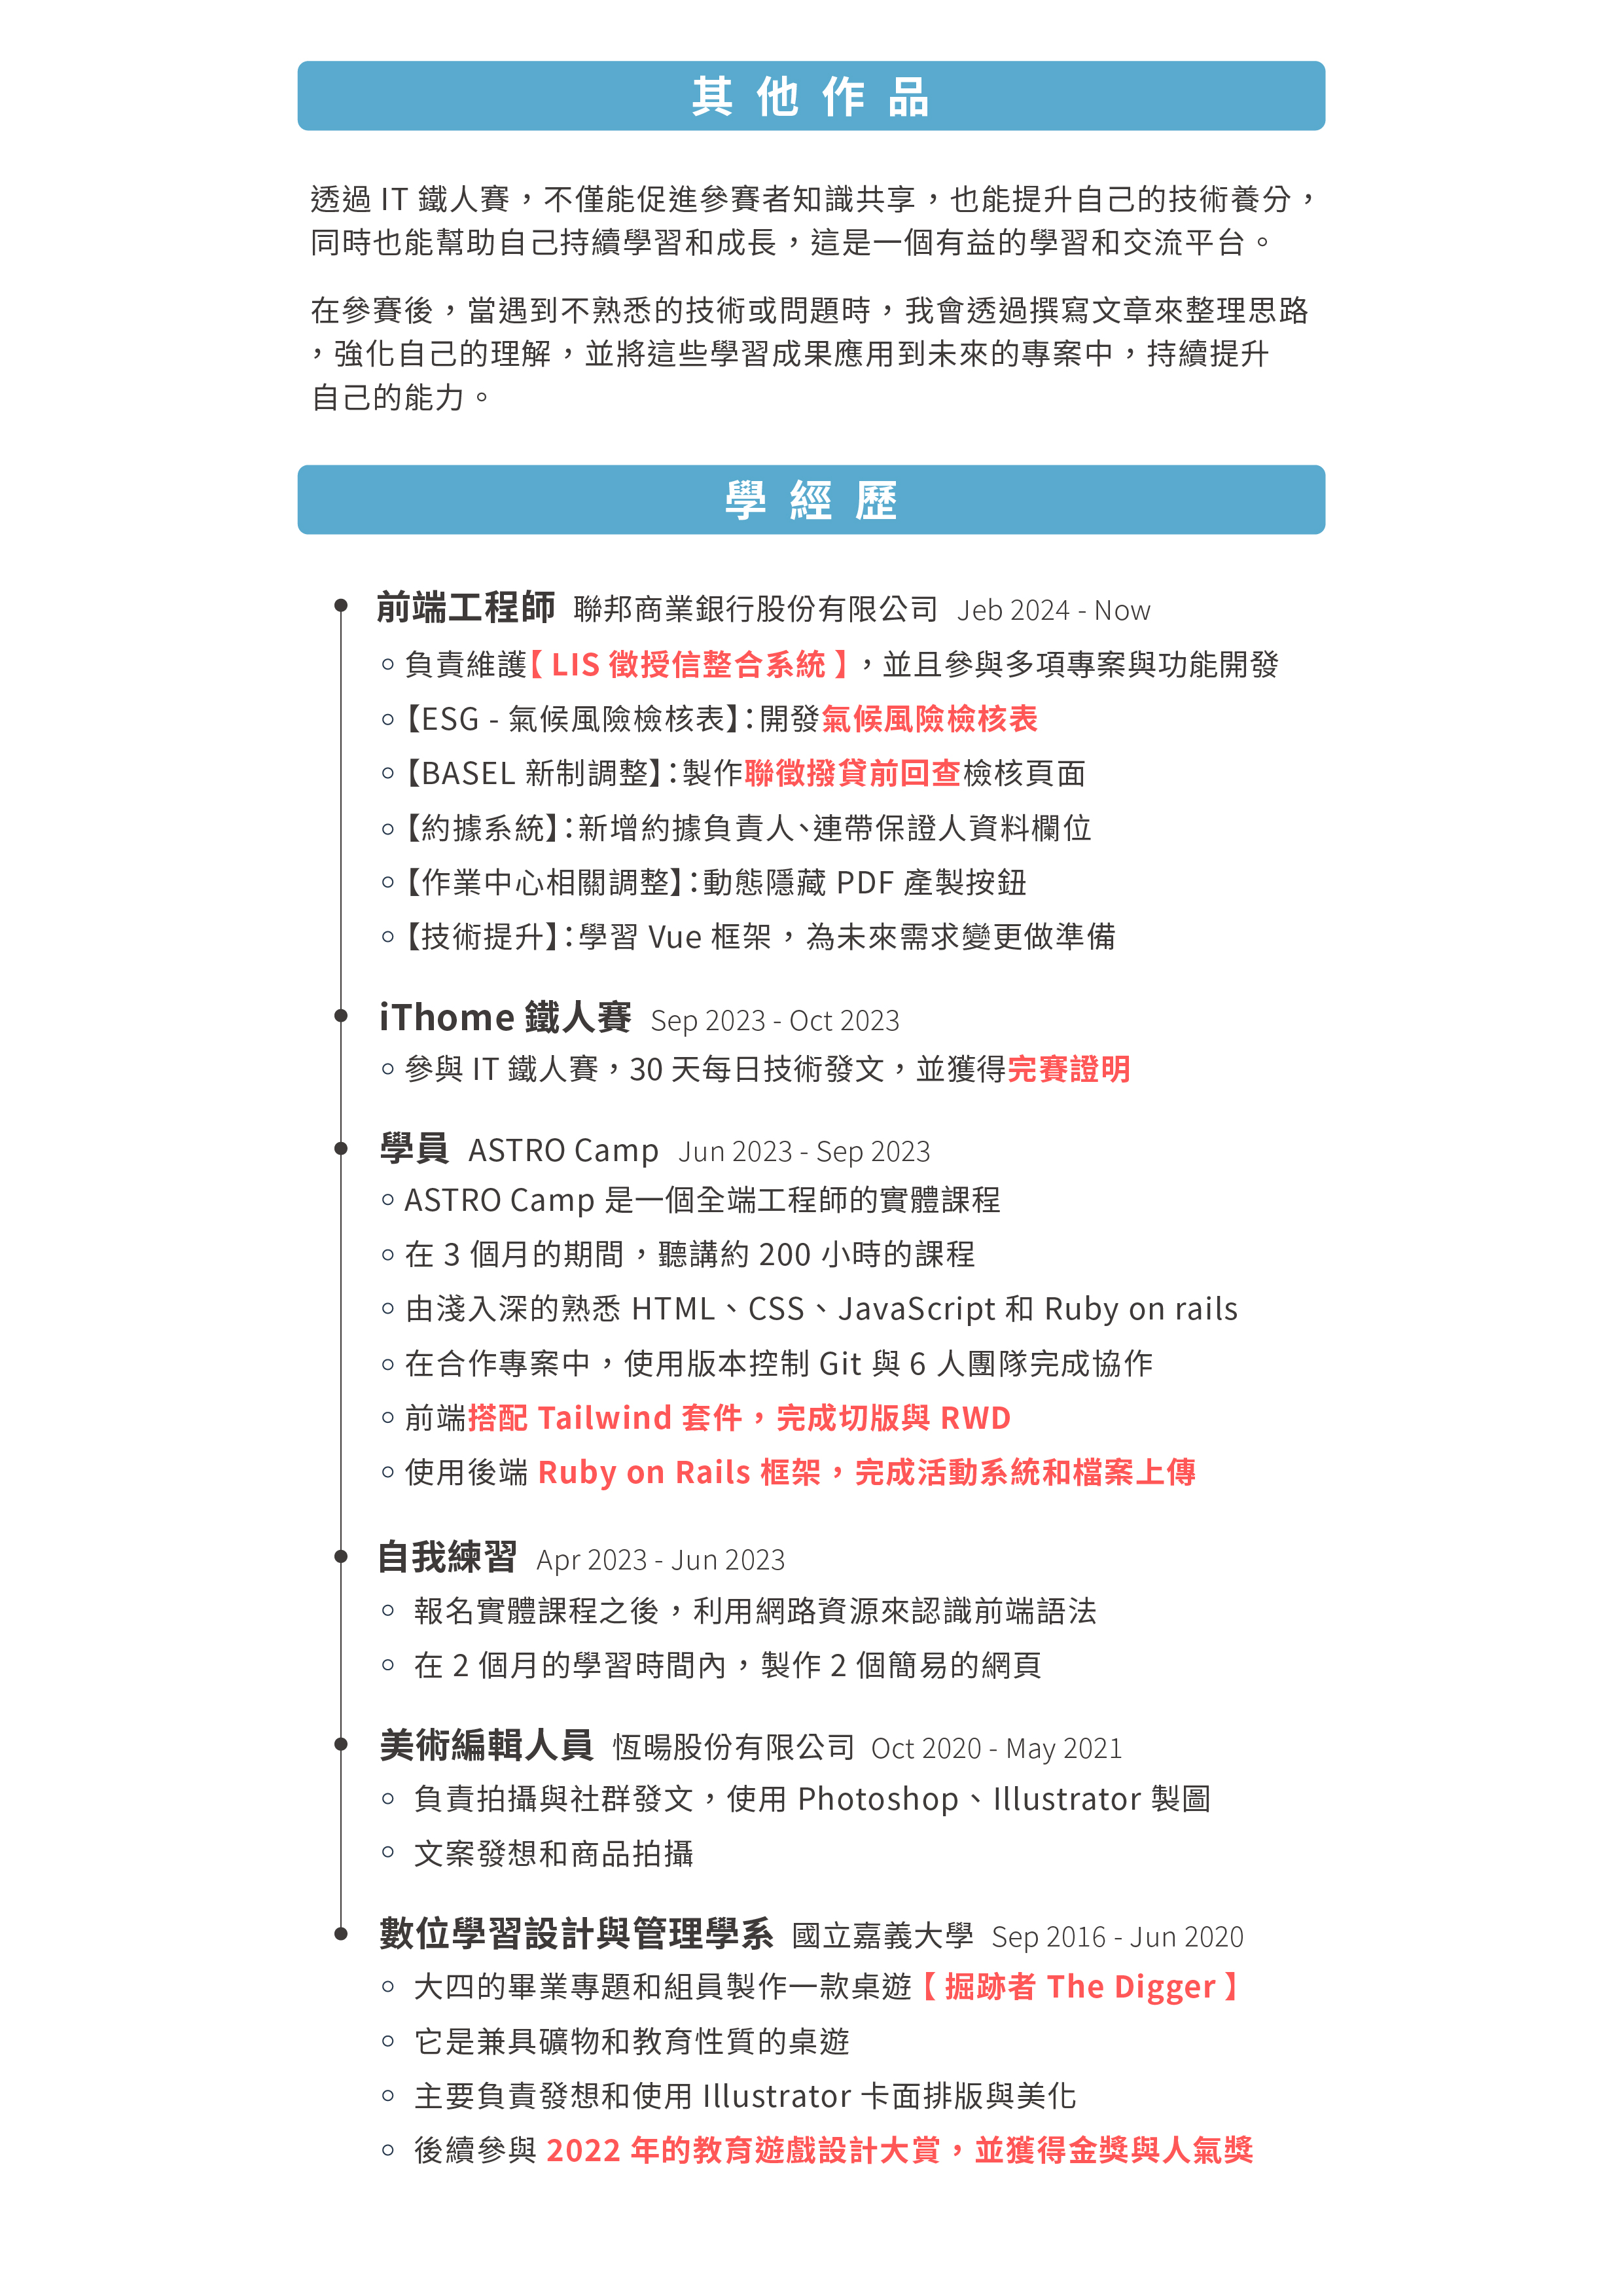 其他作品
透過 IT 鐵人賽，不僅能促進參賽者知識共享，也能提升自己的技術養分，
同時也能幫助自己持續學習和成長，這是一個有益的學習和交流平台。
在參賽後，當遇到不熟悉的技術或問題時，我會透過撰寫文章來整理思路
，強化自己的理解，並將這些學習成果應用到未來的專案中，持續提升
自己的能力。
學經歷
前端工程師 聯邦商業銀行股份有限公司 Jeb 2024 - Now
負責維護【 LIS 徵授信整合系統 】，並且參與多項專案與功能開發
【ESG - 氣候風險檢核表】：開發氣候風險檢核表
【BASEL 新制調整】：製作聯徵撥貸前回查檢核頁面
【約據系統】：新增約據負責人、連帶保證人資料欄位
【作業中心相關調整】：動態隱藏 PDF 產製按鈕
【技術提升】：學習 Vue 框架，為未來需求變更做準備
iThome 鐵人賽 Sep 2023 - Oct 2023
參與 IT 鐵人賽，30 天每日技術發文，並獲得完賽證明
學員 ASTRO Camp Jun 2023 - Sep 2023
ASTRO Camp 是一個全端工程師的實體課程
在 3 個月的期間，聽講約 200 小時的課程
由淺入深的熟悉 HTML、CSS、JavaScript 和 Ruby on rails
在合作專案中，使用版本控制 Git 與 6 人團隊完成協作
前端搭配 Tailwind 套件，完成切版與 RWD
使用後端 Ruby on Rails 框架，完成活動系統和檔案上傳
自我練習 Apr 2023 - Jun 2023
報名實體課程之後，利用網路資源來認識前端語法
在 2 個月的學習時間內，製作 2 個簡易的網頁
美術編輯人員 恆暘股份有限公司 Oct 2020 - May 2021
負責拍攝與社群發文，使用 Photoshop、Illustrator 製圖
文案發想和商品拍攝
數位學習設計與管理學系 國立嘉義大學 Sep 2016 - Jun 2020
大四的畢業專題和組員製作一款桌遊【 掘跡者 The Digger 】
它是兼具礦物和教育性質的桌遊
主要負責發想和使用 Illustrator 卡面排版與美化
後續參與 2022 年的教育遊戲設計大賞，並獲得金獎與人氣獎